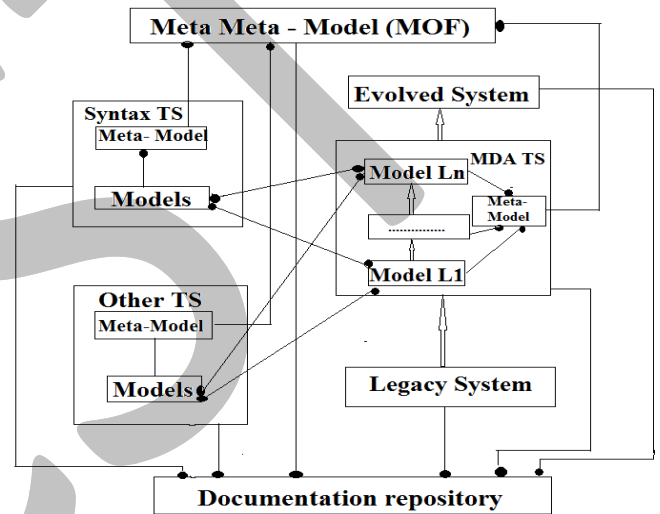 Meta Meta - Model (MOF)
Evolved System
Syntax TS
Meta- Model
Models
MDA TS
Model Ln
Meta-
Model
...............
Model L1
Other TS
Meta-Model
Models
Legacy System
Documentation repository